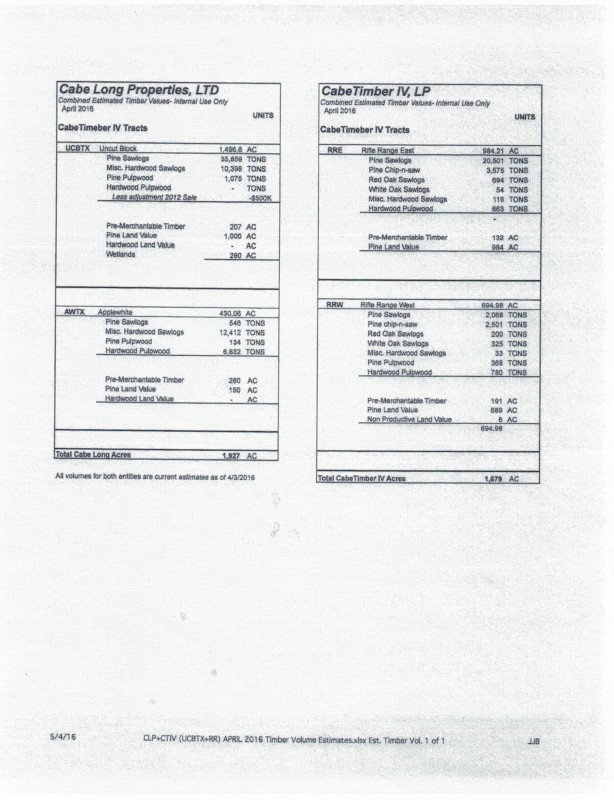 Cabe Long Properties, LTD
Combined Estimated Timber Values- Internal Use Only
April 2016
UNITS
CabeTimeber IV Tracts
UCBTX Uncut Block 1,496.6 AC
Pine Sawlogs 35,659 TONS
Misc. Hardwood Sawlogs 10,398 TONS
Pine Pulpwood 1,075 TONS
Hardwood Pulpwood - TONS
Less adjustment 2012 Sale -$500K
Pre-Merchantable Timber 207 AC
Pine Land Value 1,000 AC
Hardwood Land Value - AC
Wetlands 290 AC
AWTX Applewhite 430.06 AC
Pine Sawlogs 546 TONS
Misc. Hardwood Sawlogs 12,412 TONS
Pine Pulpwood 134 TONS
Hardwood Pulpwood 6,832 TONS
Pre-Merchantable Timber 280 AC
Pine Land Value 150 AC
Hardwood Land Value - AC
Total Cabe Long Acres 1,927 AC
All volumes for both entities are current estimates as of 4/3/2016
CabeTimber IV, LP
Combined Estimated Timber Values- Internal Use Only
April 2016
UNITS
CabeTimeber IV Tracts
RRE Rifle Range East 984.21 AC
Pine Sawlogs 20,501 TONS
Pine Chip-n-saw 3,575 TONS
Red Oak Sawlogs 694 TONS
White Oak Sawlogs 54 TONS
Misc. Hardwood Sawlogs 119 TONS
Hardwood Pulpwood 663 TONS
-
Pre-Merchantable Timber 132 AC
Pine Land Value 984 AC
RRW Rifle Range West 694.98 AC
Pine Sawlogs 2,068 TONS
Pine chip-n-saw 2,601 TONS
Red Oak Sawlogs 200 TONS
White Oak Sawlogs 325 TONS
Misc. Hardwood Sawlogs 33 TONS
Pine Pulpwood 368 TONS
Hardwood Pulpwood 780 TONS
Pre-Merchantable Timber 191 AC
Pine Land Value 689 AC
Non Productive Land Value 6 AC
694.98
Total CabeTimber IV Acres 1,679 AC
5/4/16 CLP+CTIV (UCBTX+RR) APRIL 2016 Timber Volume Estimates.xlsx Est. Timber Vol. 1 of 1 JJB